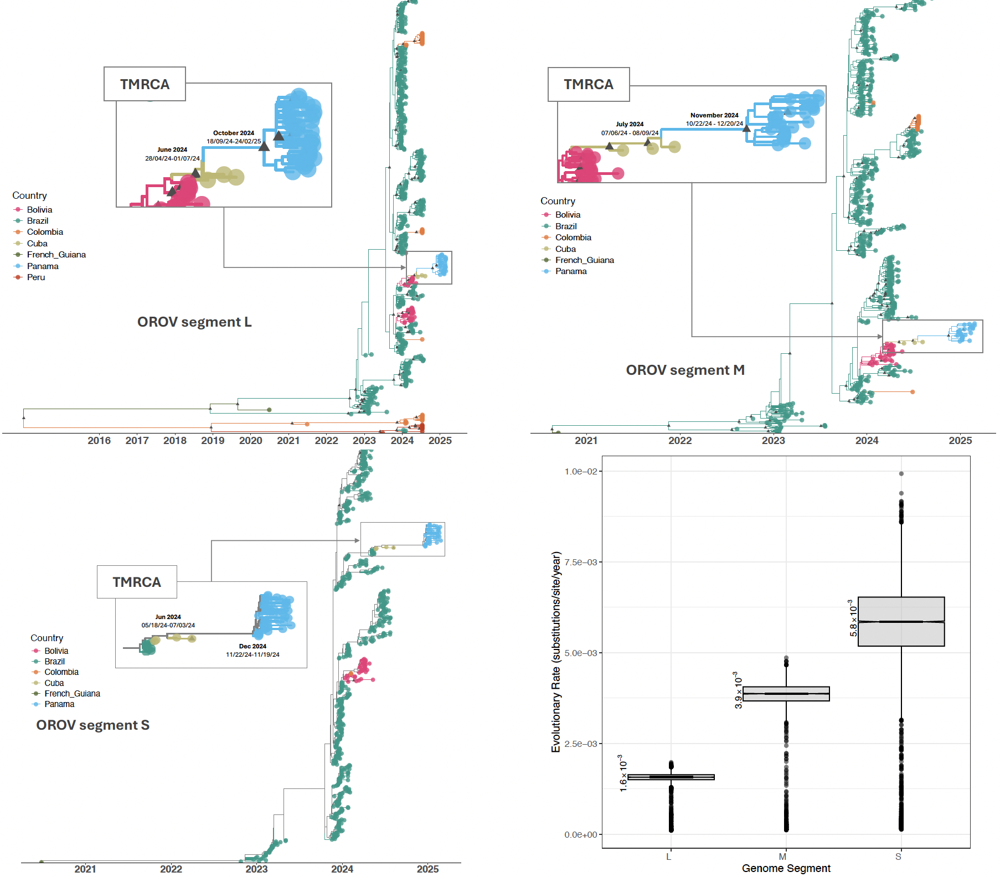 TMRCA
October 2024
18/09/24-24/02/25
June 2024
28/04/24-01/07/24
Country
Bolivia
Brazil
Colombia
Cuba
French_Guiana
Panama
Peru
OROV segment L
2016 2017 2018 2019 2020 2021 2022 2023 2024 2025
TMRCA
November 2024
10/22/24 - 12/20/24
July 2024
07/06/24 - 08/09/24
Country
Bolivia
Brazil
Colombia
Cuba
French_Guiana
Panama
OROV segment M
2021 2022 2023 2024 2025
TMRCA
Jun 2024
05/18/24-07/03/24
Dec 2024
11/22/24-11/19/24
Country
Bolivia
Brazil
Colombia
Cuba
French_Guiana
Panama
OROV segment S
2021 2022 2023 2024 2025
Evolutionary Rate (substitutions/site/year)
1.0e−02
7.5e−03
5.0e−03
2.5e−03
0.0e+00
1.6 × 10⁻³
3.9 × 10⁻³
5.8 × 10⁻³
L M S
Genome Segment